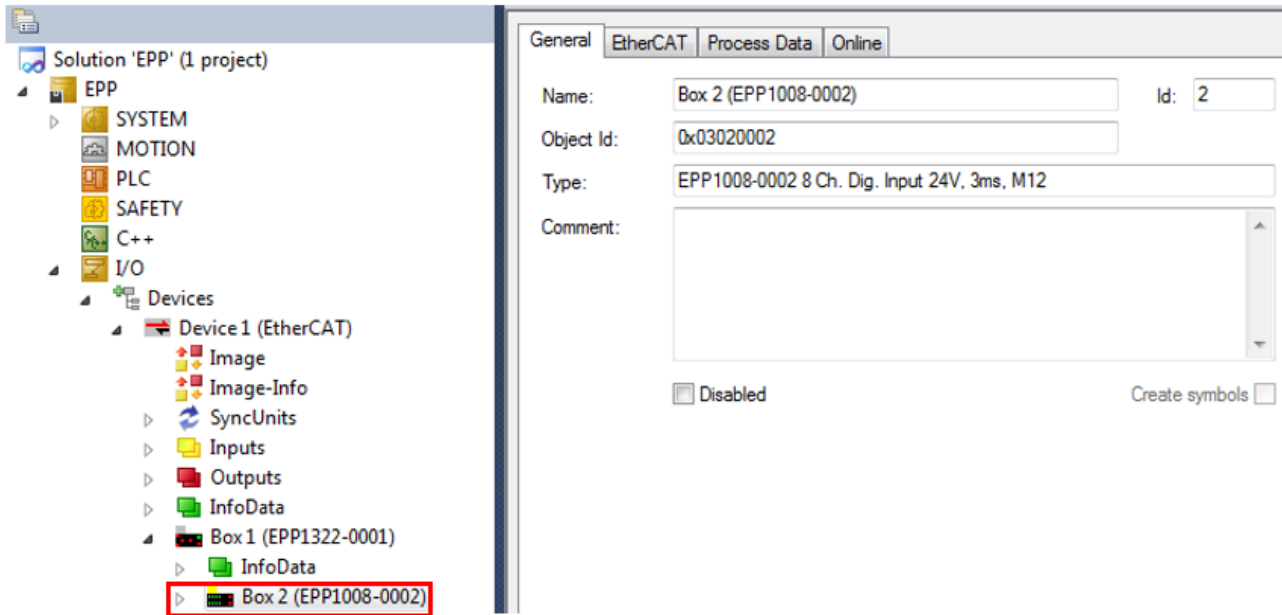 Solution 'EPP' (1 project)
EPP
SYSTEM
MOTION
PLC
SAFETY
C++
I/O
Devices
Device 1 (EtherCAT)
Image
Image-Info
SyncUnits
Inputs
Outputs
InfoData
Box 1 (EPP1322-0001)
InfoData
Box 2 (EPP1008-0002)
General EtherCAT Process Data Online
Name: Box 2 (EPP1008-0002) Id: 2
Object Id: 0x03020002
Type: EPP1008-0002 8 Ch. Dig. Input 24V, 3ms, M12
Comment:
Disabled Create symbols